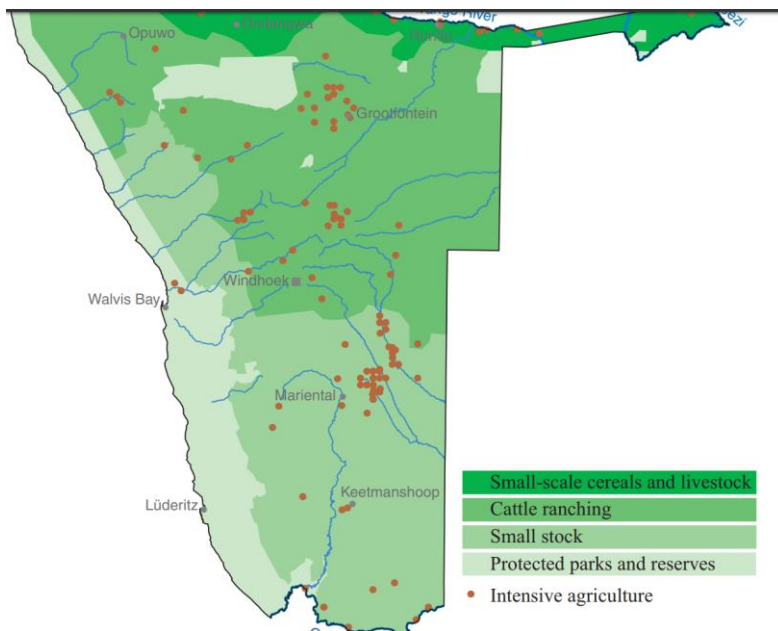 Opuwo
Grootfontein
Windhoek
Walvis Bay
Mariental
Lüderitz
Keetmanshoop
Small-scale cereals and livestock
Cattle ranching
Small stock
Protected parks and reserves
Intensive agriculture